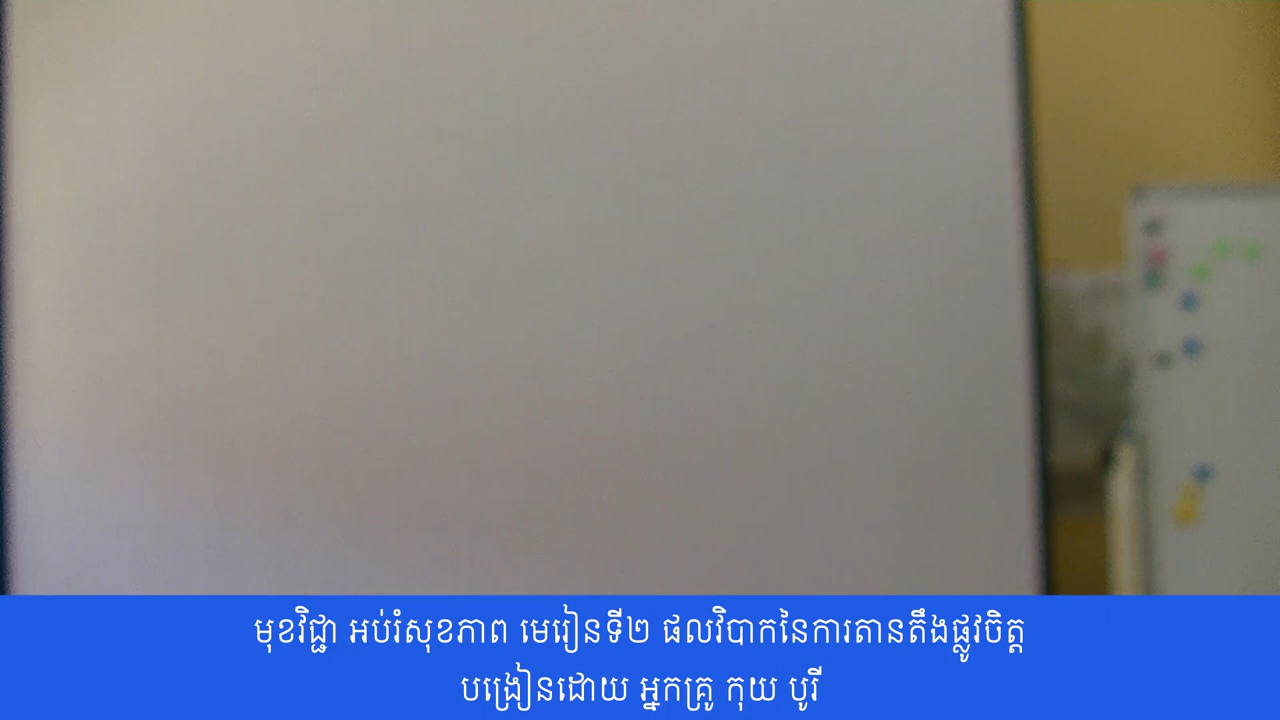 មុខវិជ្ជា អប់រំសុខភាព មេរៀនទី២ ផលវិបាកនៃការតានតឹងផ្លូវចិត្ត
បង្រៀនដោយ អ្នកគ្រូ កុយ បូរី